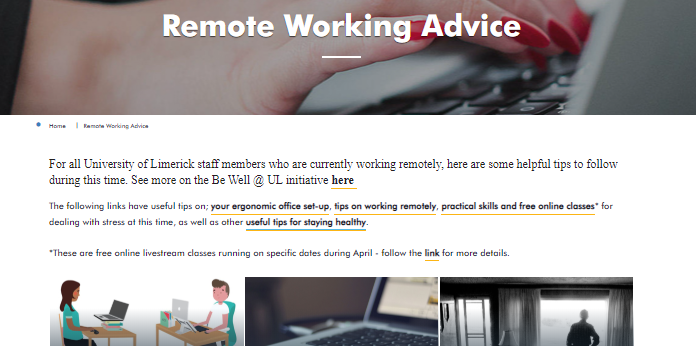 Remote Working Advice
Home | Remote Working Advice
For all University of Limerick staff members who are currently working remotely, here are some helpful tips to follow
during this time. See more on the Be Well @ UL initiative here
The following links have useful tips on; your ergonomic office set-up, tips on working remotely, practical skills and free online classes* for
dealing with stress at this time, as well as other useful tips for staying healthy.
*These are free online livestream classes running on specific dates during April - follow the link for more details.